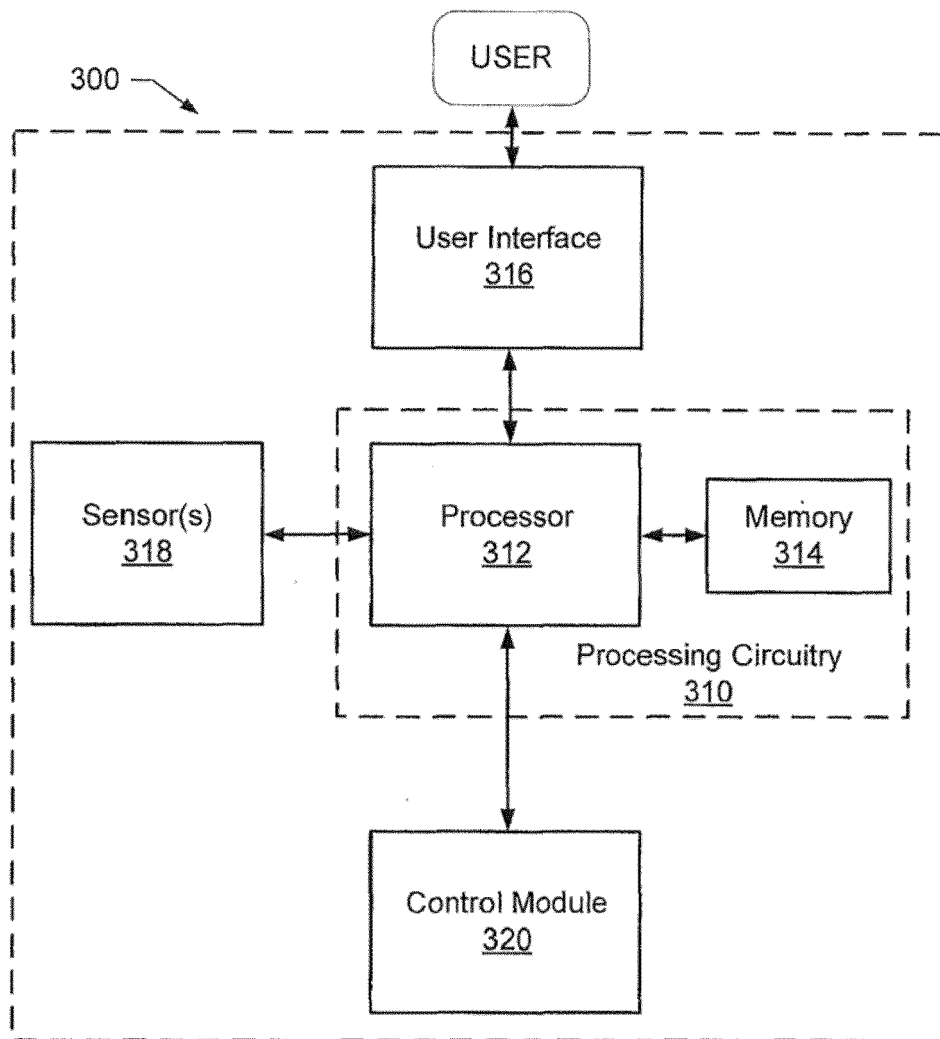 USER
300
User Interface
316
Sensor(s)
318
Processor
312
Memory
314
Processing Circuitry
310
Control Module
320